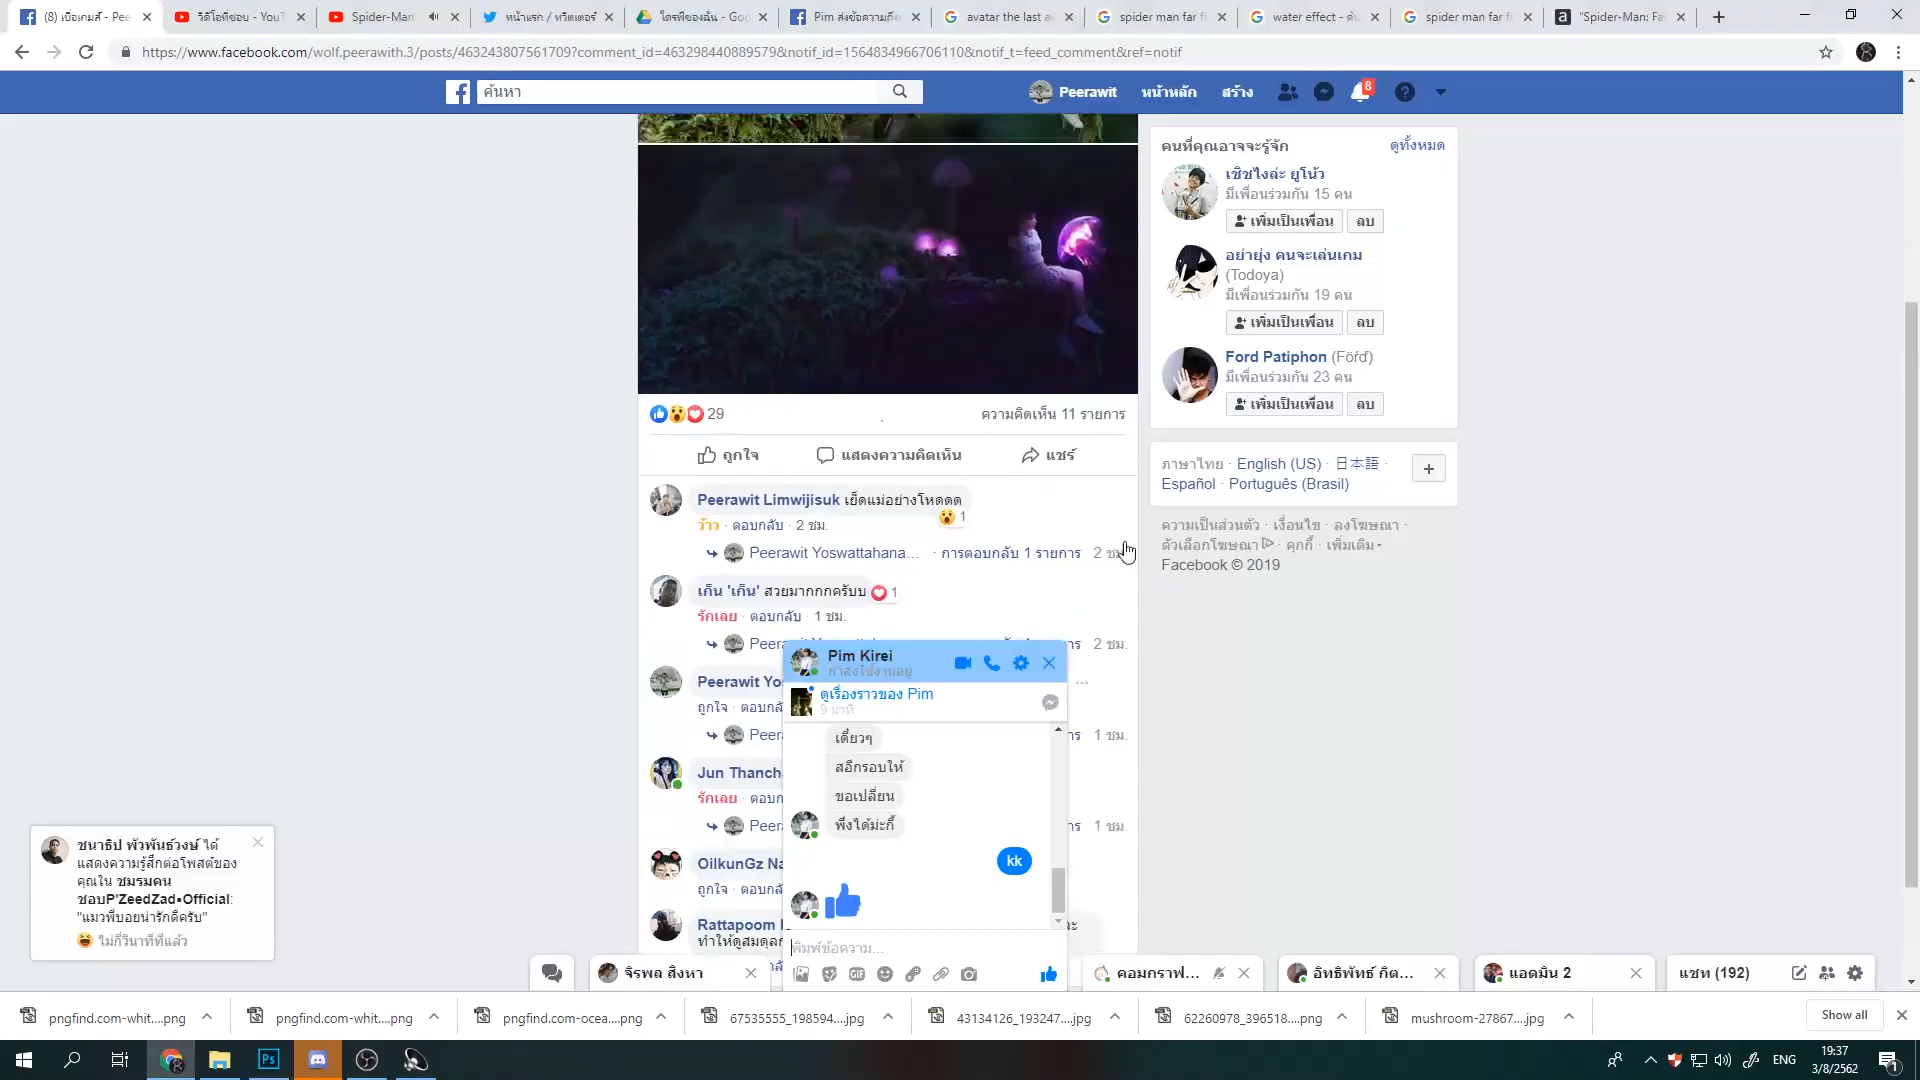 (8) เบื่อเกมส์ - Pee
วิดีโอที่ชอบ - YouT
Spider-Man
หน้าแรก / ทวิตเตอร์
ไดรฟ์ของฉัน - Goo
Pim ส่งข้อความถึง
avatar the last a
spider man far f
water effect - ค้น
spider man far f
"Spider-Man: Fa
https://www.facebook.com/wolf.peerawith.3/posts/463243807561709?comment_id=463298440889579&notif_id=1564834966706110&notif_t=feed_comment&ref=notif
ค้นหา
Peerawit
หน้าหลัก
สร้าง
8
คนที่คุณอาจจะรู้จัก
ดูทั้งหมด
เชิชไงล่ะ ยูโน้ว
มีเพื่อนร่วมกัน 15 คน
เพิ่มเป็นเพื่อน
ลบ
อย่ายุ่ง คนจะเล่นเกม
(Todoya)
มีเพื่อนร่วมกัน 19 คน
เพิ่มเป็นเพื่อน
ลบ
Ford Patiphon (Föŕď)
มีเพื่อนร่วมกัน 23 คน
เพิ่มเป็นเพื่อน
ลบ
29
ความคิดเห็น 11 รายการ
ถูกใจ
แสดงความคิดเห็น
แชร์
ภาษาไทย · English (US) · 日本語 ·
Español · Português (Brasil)
ความเป็นส่วนตัว · เงื่อนไข · ลงโฆษณา ·
ตัวเลือกโฆษณา · คุกกี้ · เพิ่มเติม
Facebook © 2019
Peerawit Limwijisuk เย็ดแม่อย่างโหดดด
1
ว้าว · ตอบกลับ · 2 ชม.
Peerawit Yoswattahana... · การตอบกลับ 1 รายการ 2 ชม
เก็น 'เก็น' สวยมากกกครับบ
1
รักเลย · ตอบกลับ · 1 ชม.
Peera
าร 2 ชม.
Peerawit Yo
ถูกใจ · ตอบกลั
Peer
าร 1 ชม.
Jun Thanch
รักเลย · ตอบก
Peer
าร 1 ชม.
OilkunGz Na
ถูกใจ · ตอบกลั
Rattapoom
ทำให้ดูสมดุล
Pim Kirei
กำลังใช้งานอยู่
ดูเรื่องราวของ Pim
9 นาที
เดี๋ยวๆ
สอีกรอบให้
ขอเปลี่ยน
พึ่งได้มะกี้
kk
พิมพ์ข้อความ...
GIF
ชนาธิป พัวพันธ์วงษ์ ได้
แสดงความรู้สึกต่อโพสต์ของ
คุณใน ชมรมคน
ชอบP'ZeedZad▪Official:
"แมวพี่บอยน่ารักดีครับ"
ไม่กี่วินาทีที่แล้ว
จิรพล สิงหา
คอมกราฟ...
อิทธิพัทธ์ กิต...
แอดมิน 2
แชท (192)
pngfind.com-whit....png
pngfind.com-whit....png
pngfind.com-ocea....png
67535555_198594....jpg
43134126_193247....jpg
62260978_396518....png
mushroom-27867....jpg
Show all
Ps
ENG
19:37
3/8/2562
1